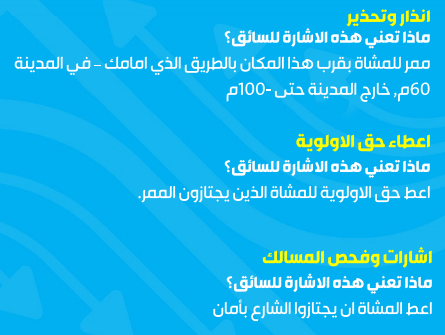 انذار وتحذير
ماذا تعني هذه الاشارة للسائق؟
ممر للمشاة بقرب هذا المكان بالطريق الذي امامك – في المدينة
60م, خارج المدينة حتى -100م
اعطاء حق الاولوية
ماذا تعني هذه الاشارة للسائق؟
اعط حق الاولوية للمشاة الذين يجتازون الممر.
اشارات وفحص المسالك
ماذا تعني هذه الاشارة للسائق؟
اعط المشاة ان يجتازوا الشارع بأمان